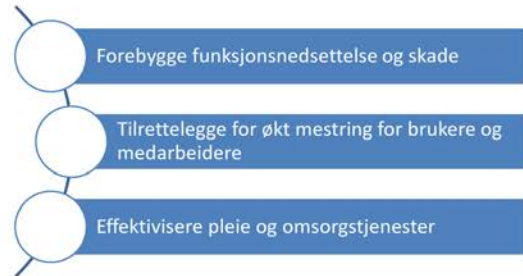 Forebygge funksjonsnedsettelse og skade
Tilrettelegge for økt mestring for brukere og
medarbeidere
Effektivisere pleie og omsorgstjenester